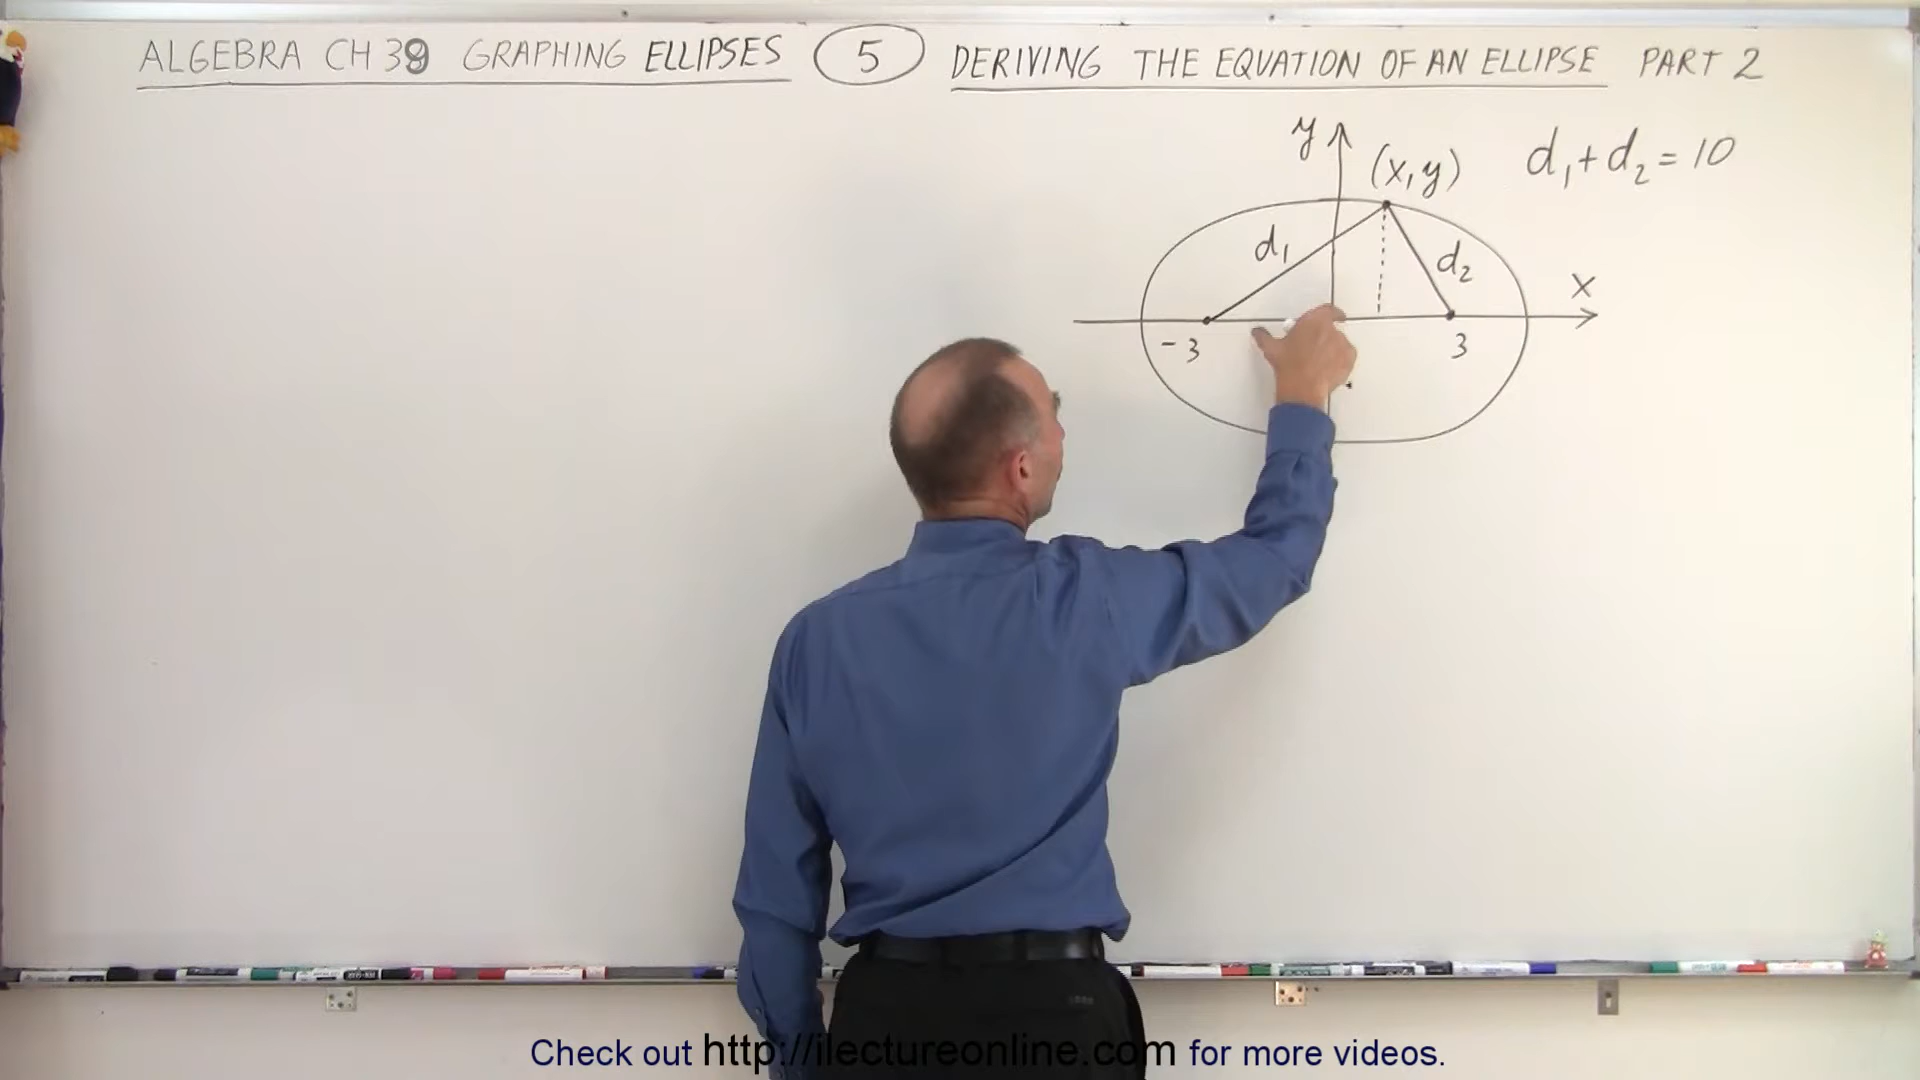 ALGEBRA CH 39 GRAPHING ELLIPSES 5 DERIVING THE EQUATION OF AN ELLIPSE PART 2
y
(x,y)
d₁+d₂=10
d₁
d₂
x
-3
3
Check out http://ilectureonline.com for more videos.